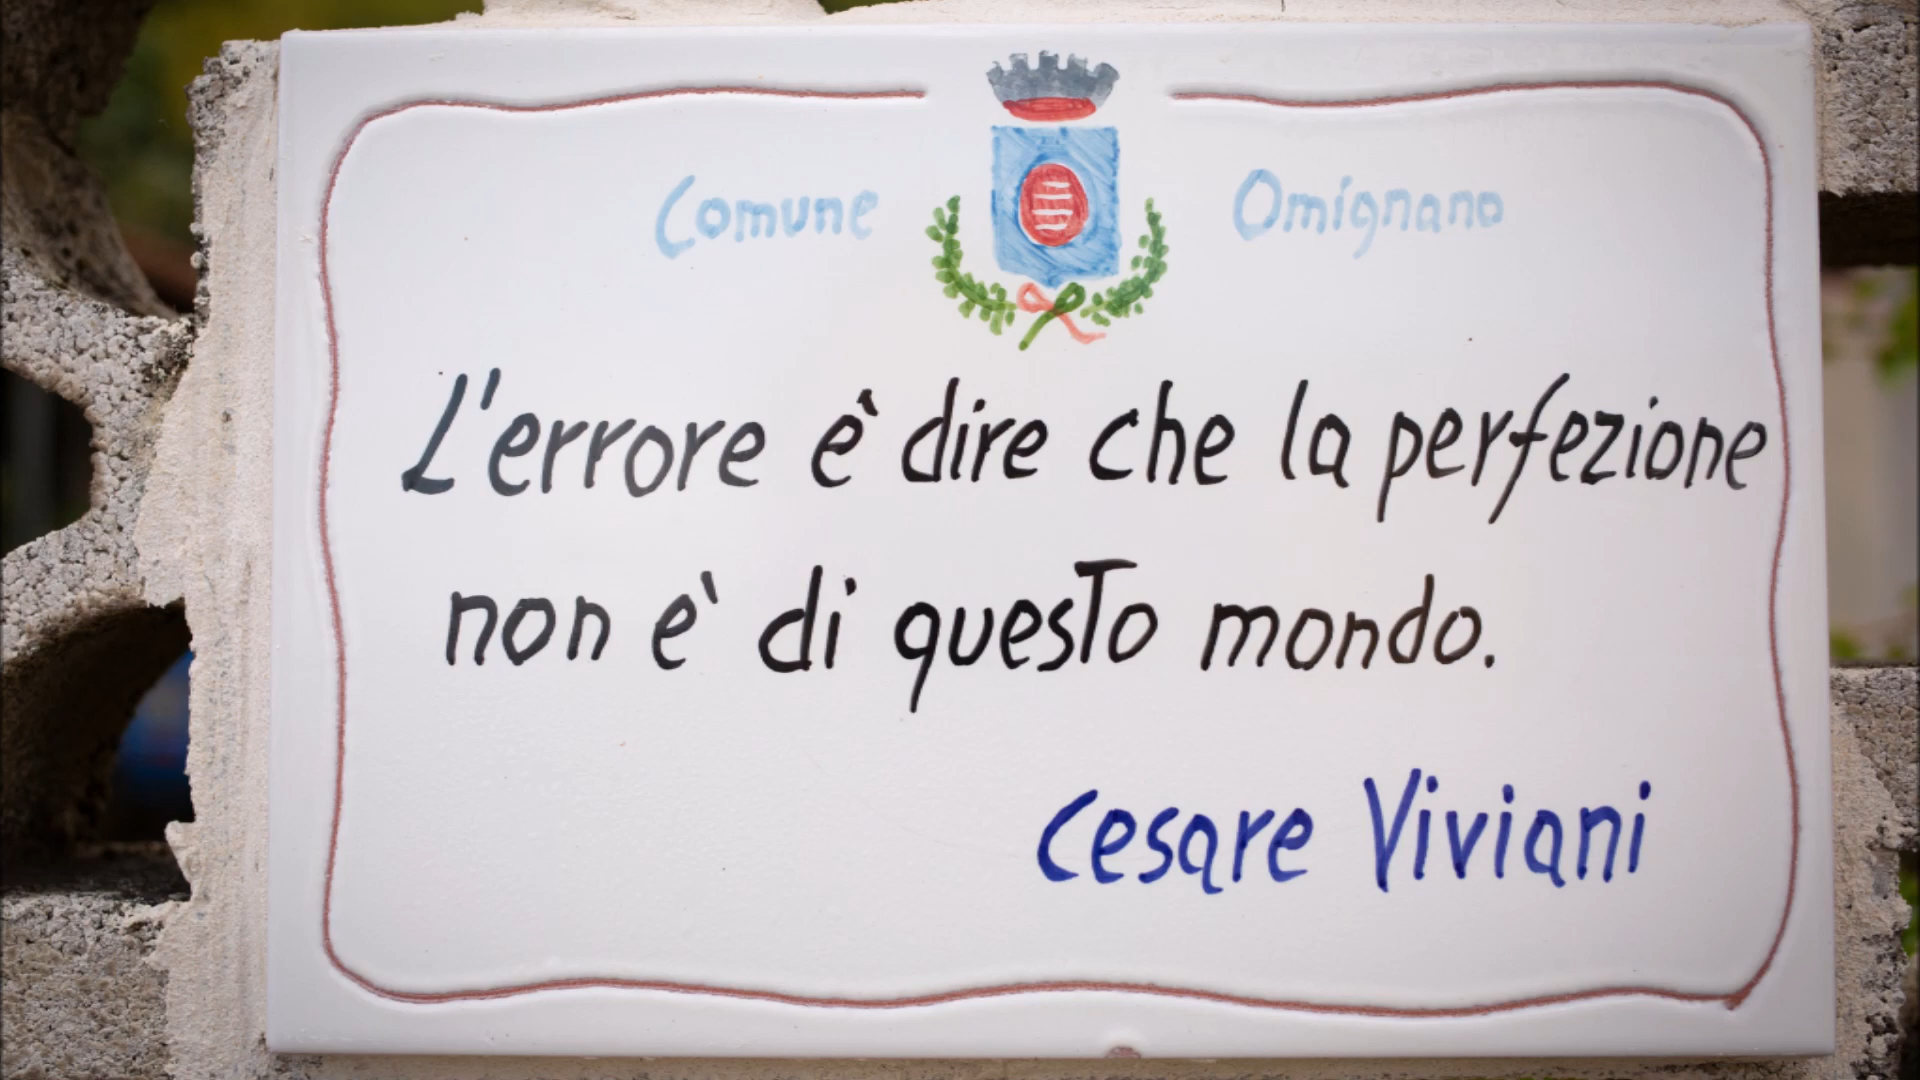 Comune Omignano
L'errore è dire che la perfezione
non e' di questo mondo.
Cesare Viviani